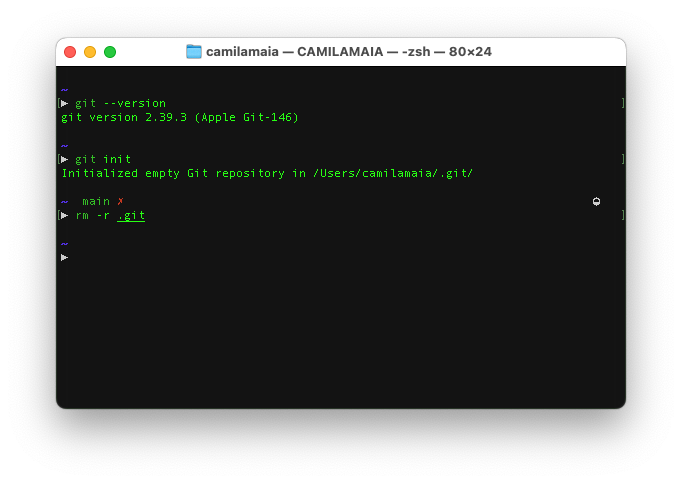 camilamaia — CAMILAMAIA — -zsh — 80×24
~
[▶ git --version ]
git version 2.39.3 (Apple Git-146)
~
[▶ git init ]
Initialized empty Git repository in /Users/camilamaia/.git/
~ main ✗
[▶ rm -r .git ]
~
▶